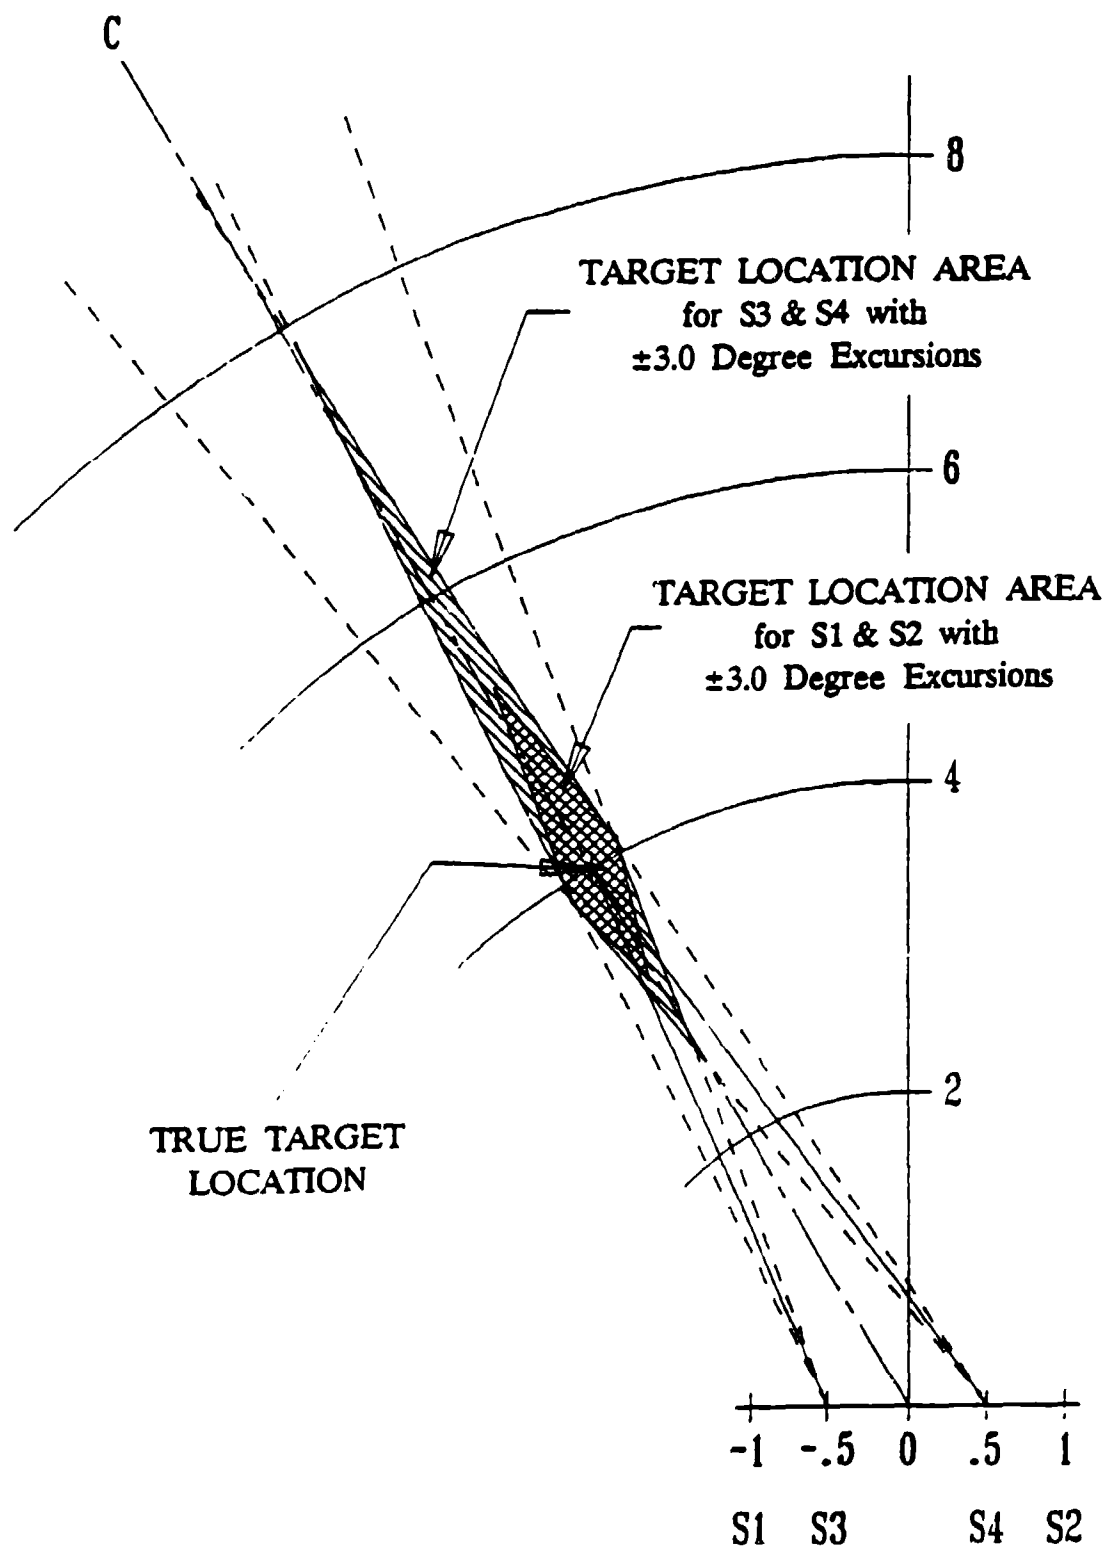 C
8
TARGET LOCATION AREA
for S3 & S4 with
±3.0 Degree Excursions
6
TARGET LOCATION AREA
for S1 & S2 with
±3.0 Degree Excursions
4
2
TRUE TARGET
LOCATION
-1 -.5 0 .5 1
S1 S3 S4 S2